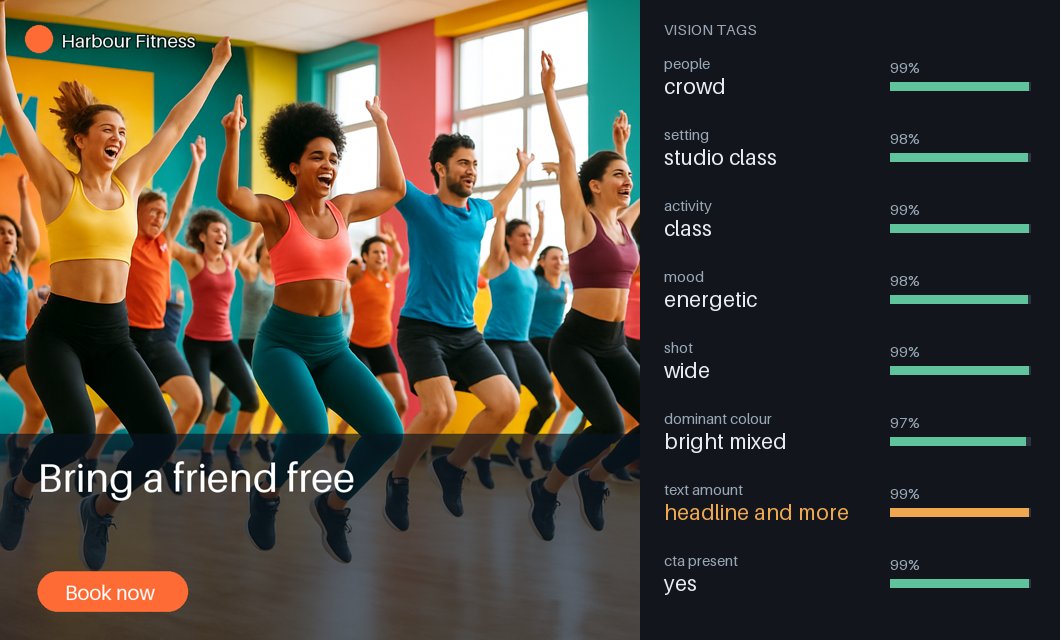 Harbour Fitness
Bring a friend free
Book now
VISION TAGS
people
crowd
99%
setting
studio class
98%
activity
class
99%
mood
energetic
98%
shot
wide
99%
dominant colour
bright mixed
97%
text amount
headline and more
99%
cta present
yes
99%